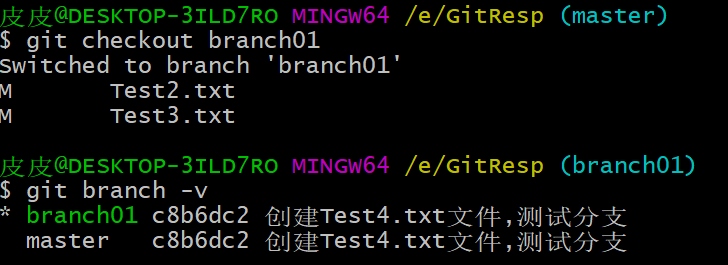 皮皮@DESKTOP-3ILD7RO MINGW64 /e/GitResp (master)
$ git checkout branch01
Switched to branch 'branch01'
M       Test2.txt
M       Test3.txt
皮皮@DESKTOP-3ILD7RO MINGW64 /e/GitResp (branch01)
$ git branch -v
* branch01 c8b6dc2 创建Test4.txt文件,测试分支
  master   c8b6dc2 创建Test4.txt文件,测试分支